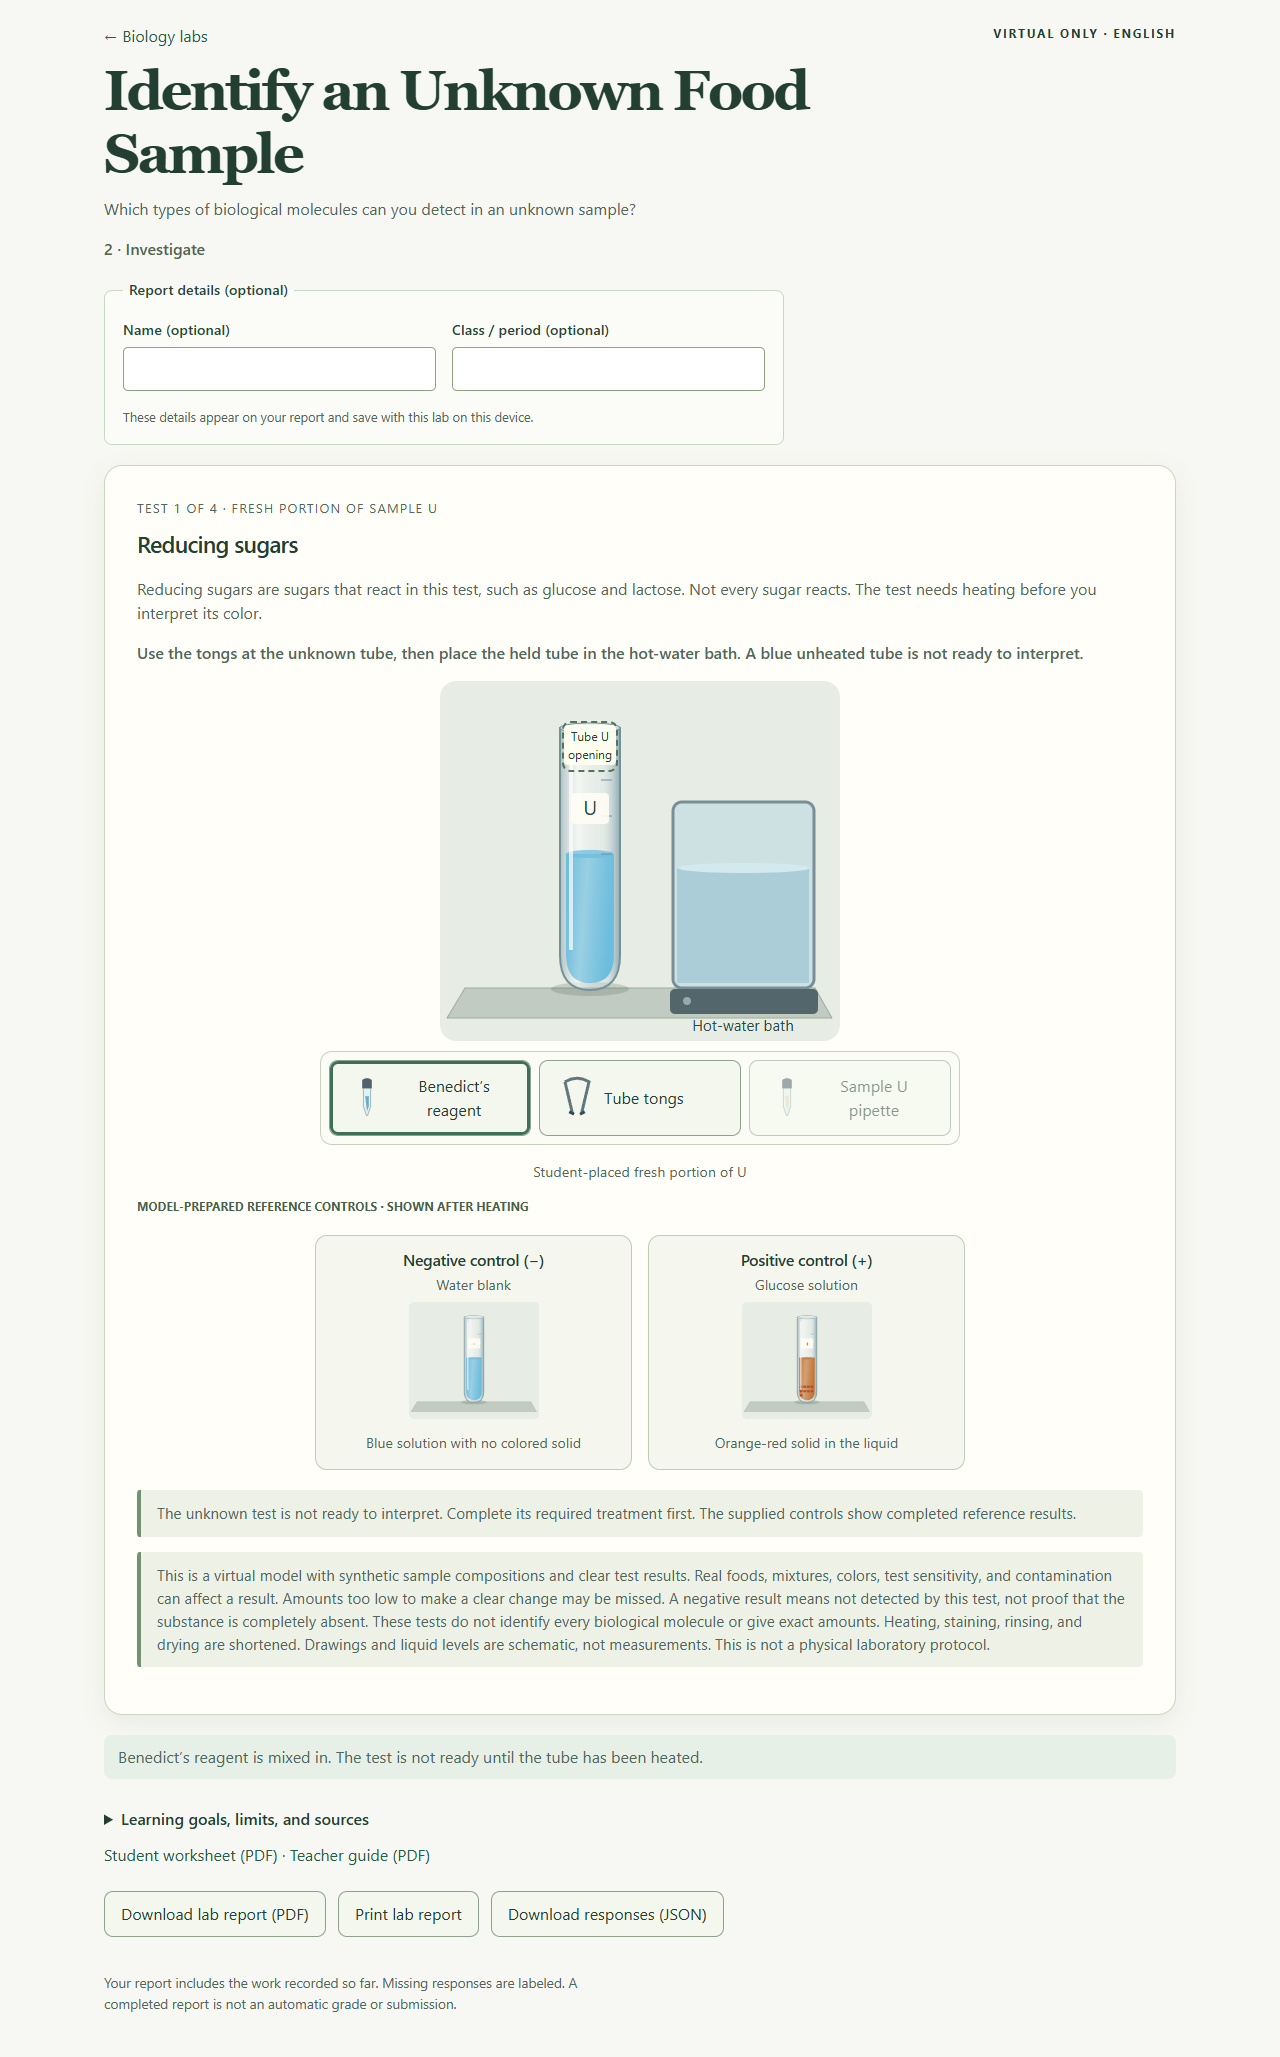 ← Biology labs
VIRTUAL ONLY · ENGLISH
Identify an Unknown Food
Sample
Which types of biological molecules can you detect in an unknown sample?
2 · Investigate
Report details (optional)
Name (optional)
Class / period (optional)
These details appear on your report and save with this lab on this device.
TEST 1 OF 4 · FRESH PORTION OF SAMPLE U
Reducing sugars
Reducing sugars are sugars that react in this test, such as glucose and lactose. Not every sugar reacts. The test needs heating before you
interpret its color.
Use the tongs at the unknown tube, then place the held tube in the hot-water bath. A blue unheated tube is not ready to interpret.
Tube U
opening
U
Hot-water bath
Benedict's
reagent
Tube tongs
Sample U
pipette
Student-placed fresh portion of U
MODEL-PREPARED REFERENCE CONTROLS · SHOWN AFTER HEATING
Negative control (−)
Water blank
Blue solution with no colored solid
Positive control (+)
Glucose solution
Orange-red solid in the liquid
The unknown test is not ready to interpret. Complete its required treatment first. The supplied controls show completed reference results.
This is a virtual model with synthetic sample compositions and clear test results. Real foods, mixtures, colors, test sensitivity, and contamination
can affect a result. Amounts too low to make a clear change may be missed. A negative result means not detected by this test, not proof that the
substance is completely absent. These tests do not identify every biological molecule or give exact amounts. Heating, staining, rinsing, and
drying are shortened. Drawings and liquid levels are schematic, not measurements. This is not a physical laboratory protocol.
Benedict's reagent is mixed in. The test is not ready until the tube has been heated.
▶ Learning goals, limits, and sources
Student worksheet (PDF) · Teacher guide (PDF)
Download lab report (PDF)
Print lab report
Download responses (JSON)
Your report includes the work recorded so far. Missing responses are labeled. A
completed report is not an automatic grade or submission.